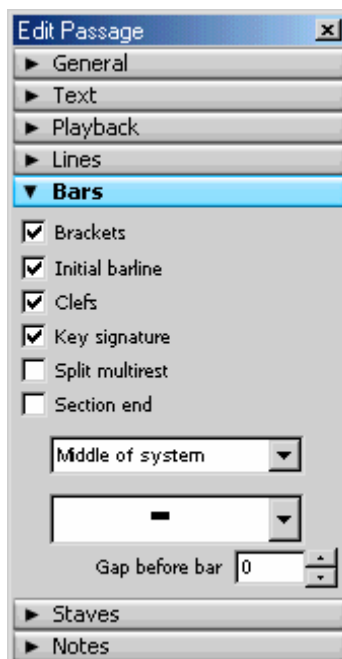 Edit Passage
General
Text
Playback
Lines
Bars
Brackets
Initial barline
Clefs
Key signature
Split multirest
Section end
Middle of system
Gap before bar 0
Staves
Notes